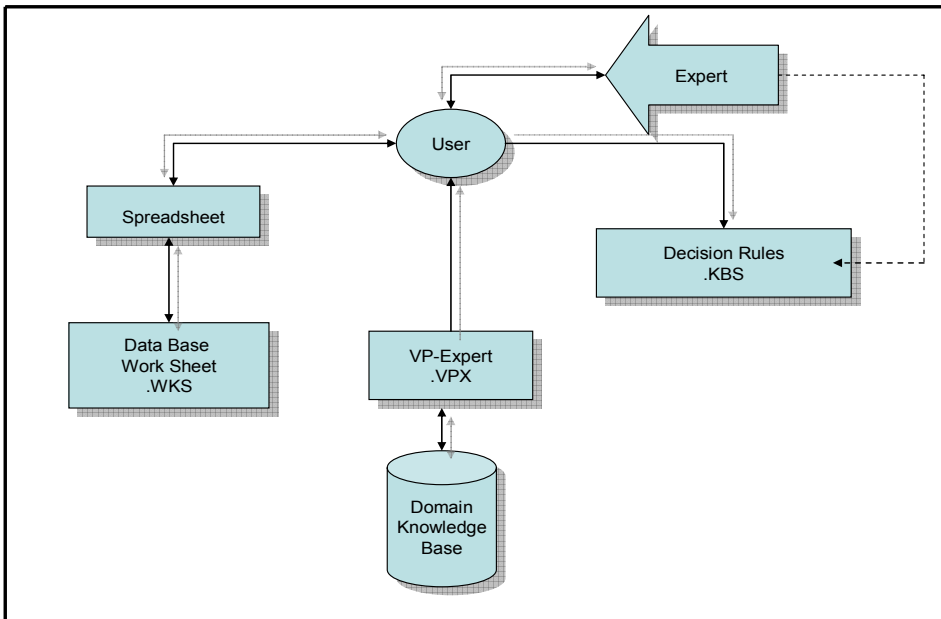 Expert
User
Spreadsheet
Decision Rules
.KBS
Data Base
Work Sheet
.WKS
VP-Expert
.VPX
Domain
Knowledge
Base